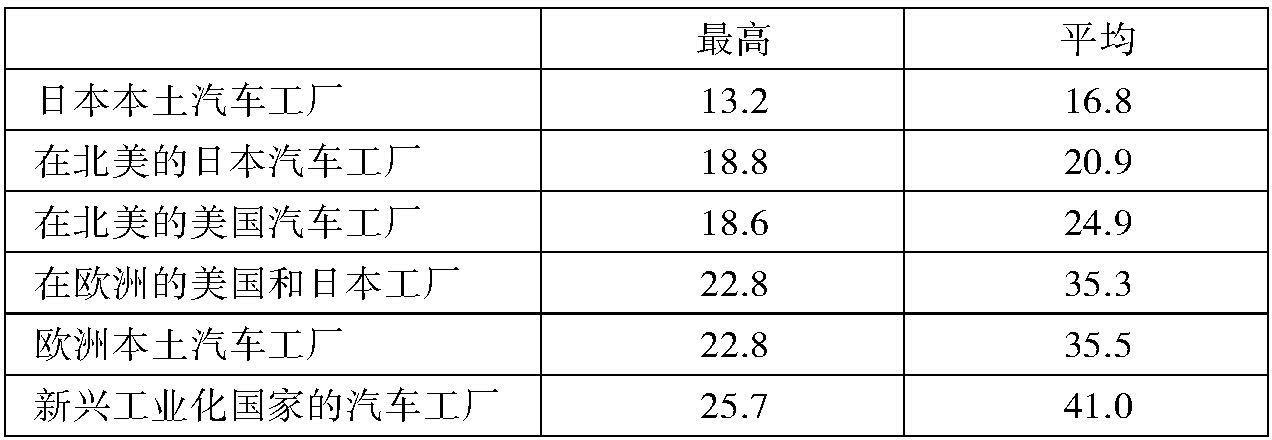 最高 平均
日本本土汽车工厂 13.2 16.8
在北美的日本汽车工厂 18.8 20.9
在北美的美国汽车工厂 18.6 24.9
在欧洲的美国和日本工厂 22.8 35.3
欧洲本土汽车工厂 22.8 35.5
新兴工业化国家的汽车工厂 25.7 41.0